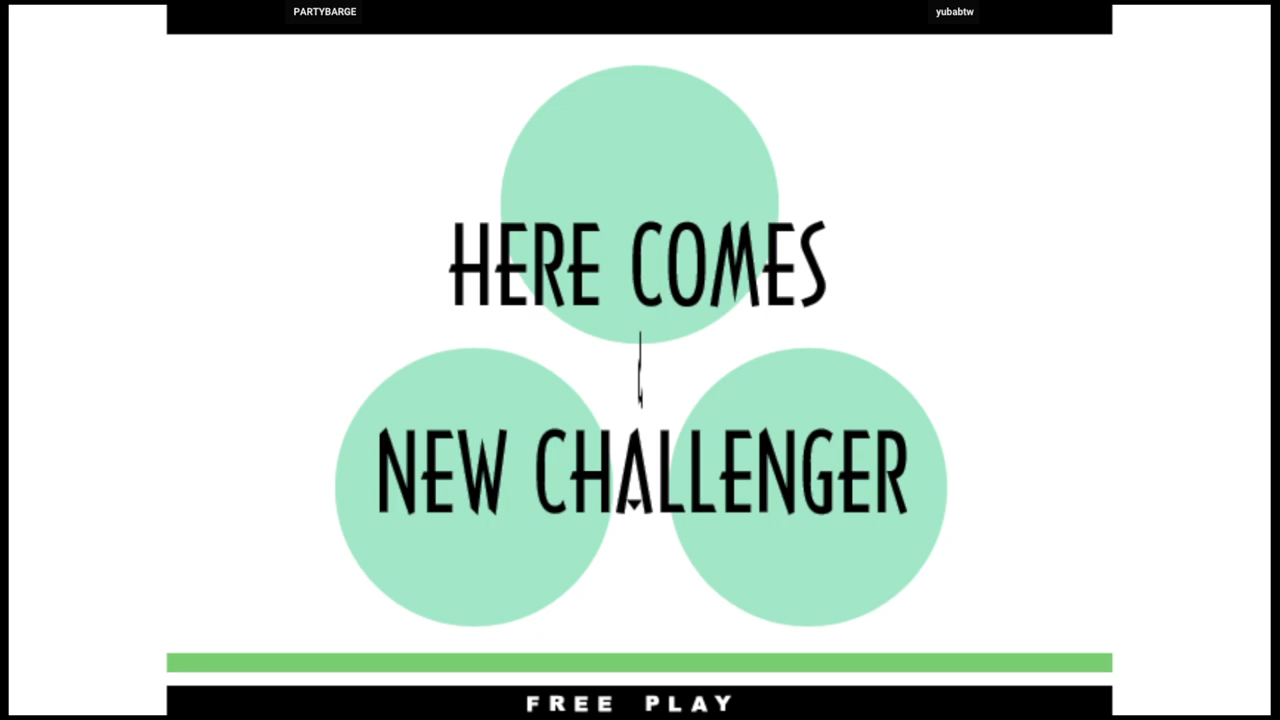 PARTYBARGE yubabtw
HERE COMES
NEW CHALLENGER
FREE PLAY